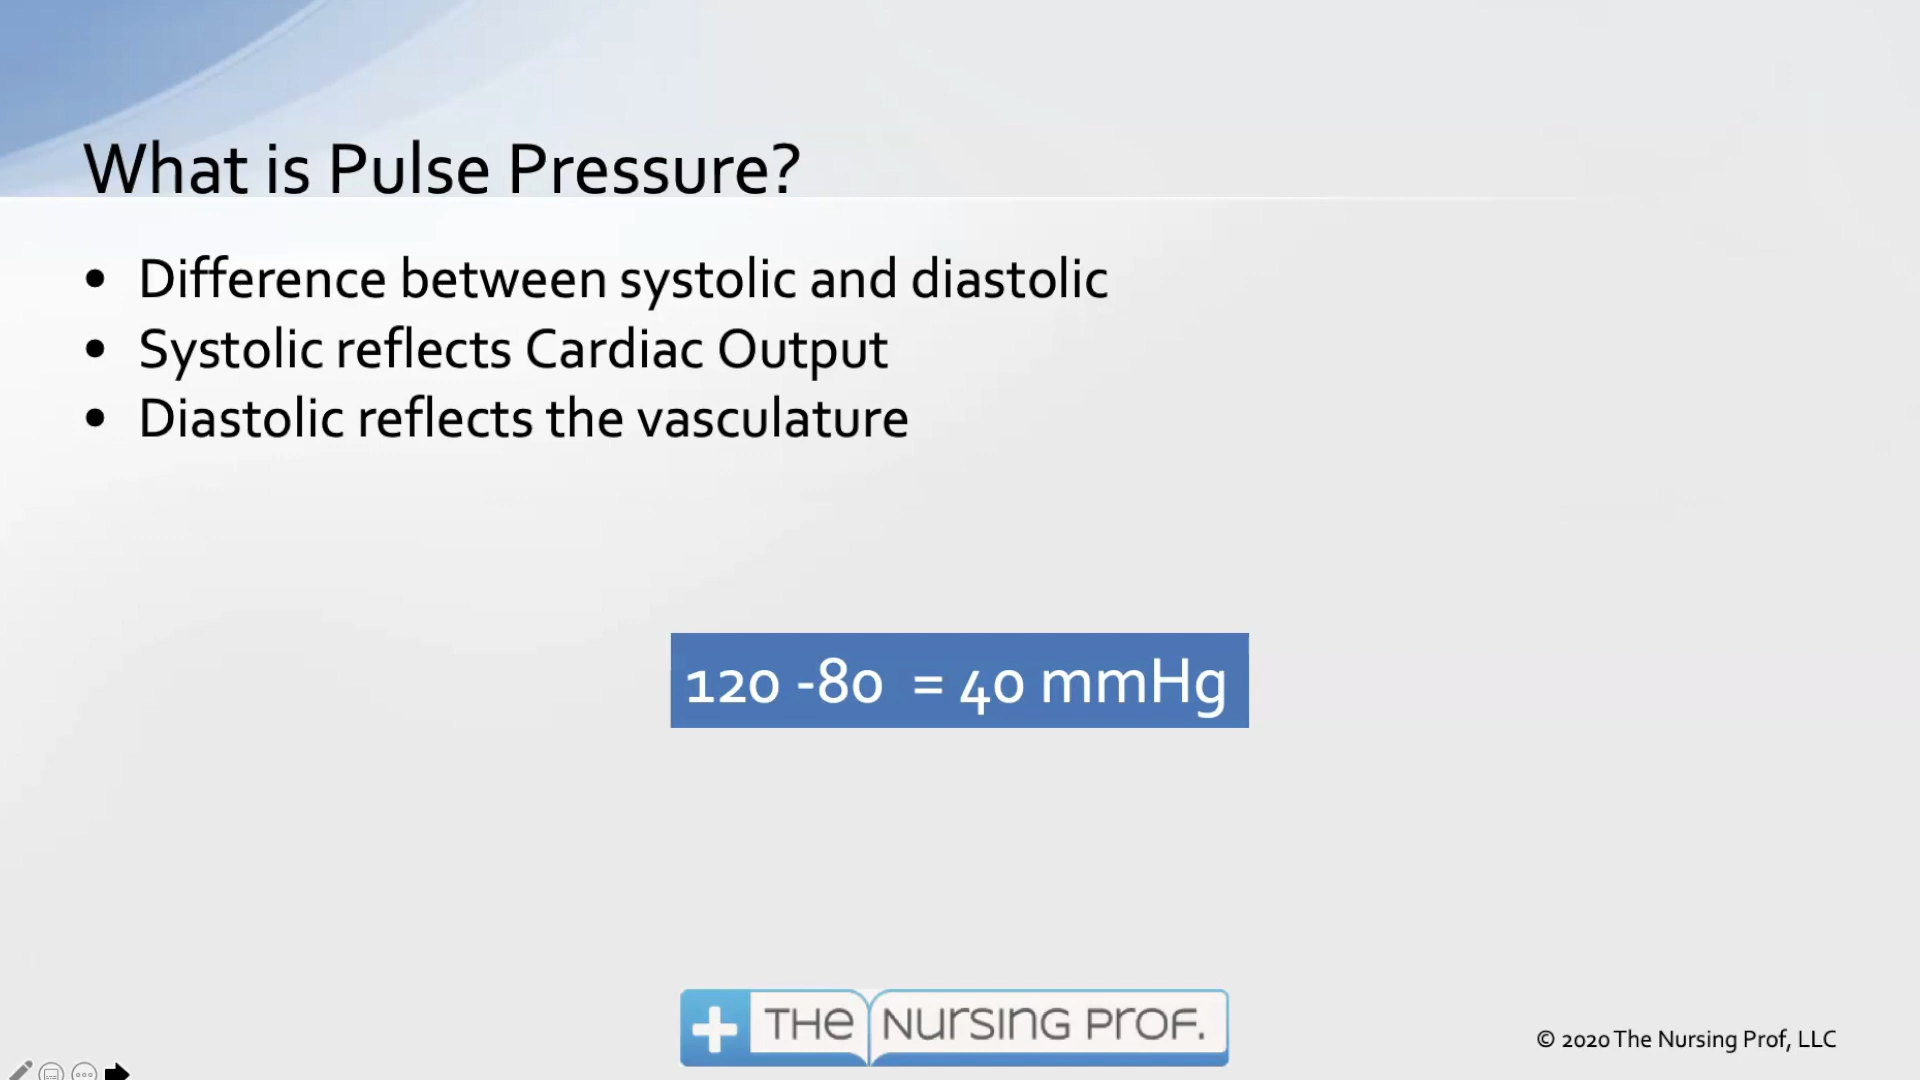 What is Pulse Pressure?
• Difference between systolic and diastolic
• Systolic reflects Cardiac Output
• Diastolic reflects the vasculature
120 -80 = 40 mmHg
THE NURSING PROF.
© 2020 The Nursing Prof, LLC